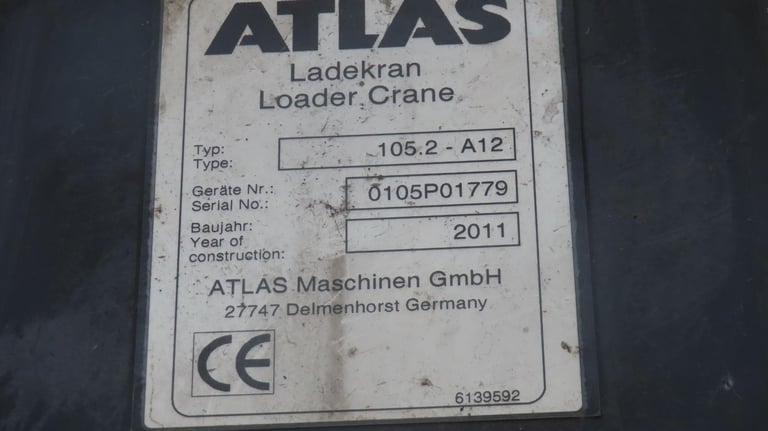 ATLAS
Ladekran
Loader Crane
Typ:
Type:
105.2 - A12
Geräte Nr.:
Serial No.:
0105P01779
Baujahr:
Year of
construction:
2011
ATLAS Maschinen GmbH
27747 Delmenhorst Germany
CE
6139592